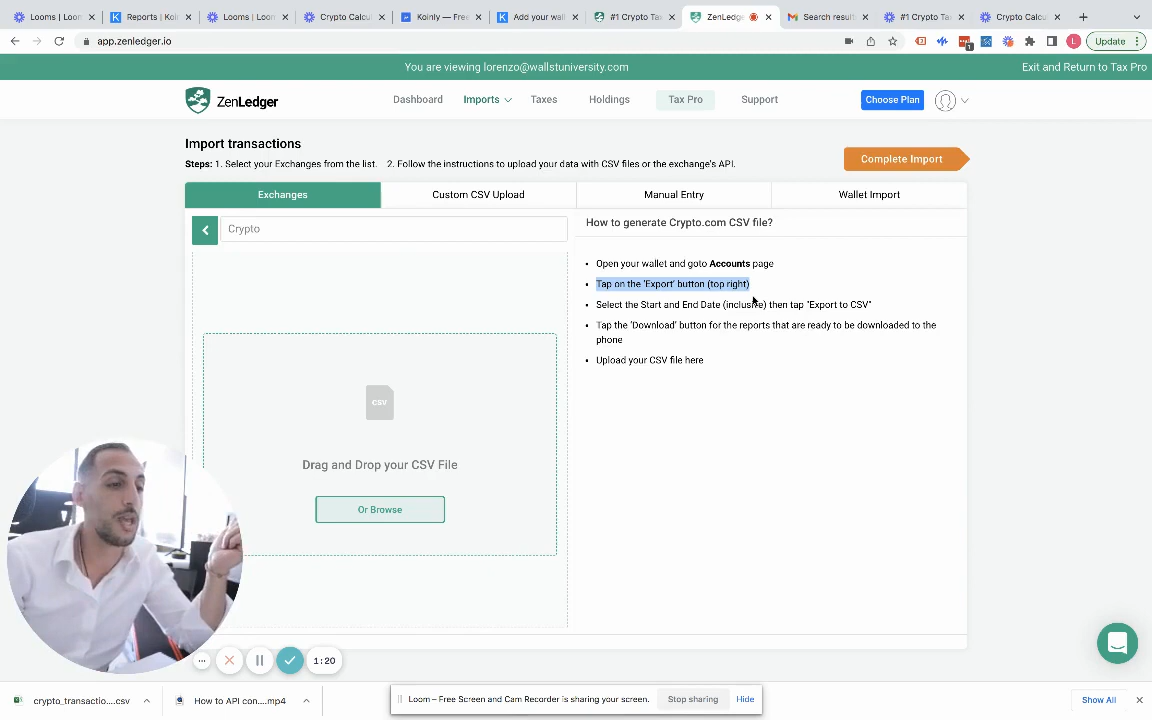 Looms | Loom
Reports | Koin
Looms | Loom
Crypto Calcu
Koinly — Free
Add your wal
#1 Crypto Tax
ZenLedger
Search result
#1 Crypto Tax
Crypto Calcu
app.zenledger.io
1
L
Update
You are viewing lorenzo@wallstuniversity.com
Exit and Return to Tax Pro
ZenLedger
Dashboard
Imports
Taxes
Holdings
Tax Pro
Support
Choose Plan
Import transactions
Steps: 1. Select your Exchanges from the list. 2. Follow the instructions to upload your data with CSV files or the exchange's API.
Complete Import
Exchanges
Custom CSV Upload
Manual Entry
Wallet Import
Crypto
How to generate Crypto.com CSV file?
Open your wallet and goto Accounts page
Tap on the 'Export' button (top right)
Select the Start and End Date (inclusive) then tap "Export to CSV"
Tap the 'Download' button for the reports that are ready to be downloaded to the
phone
Upload your CSV file here
CSV
Drag and Drop your CSV File
Or Browse
1:20
crypto_transactio....csv
How to API con....mp4
Loom – Free Screen and Cam Recorder is sharing your screen.
Stop sharing
Hide
Show All